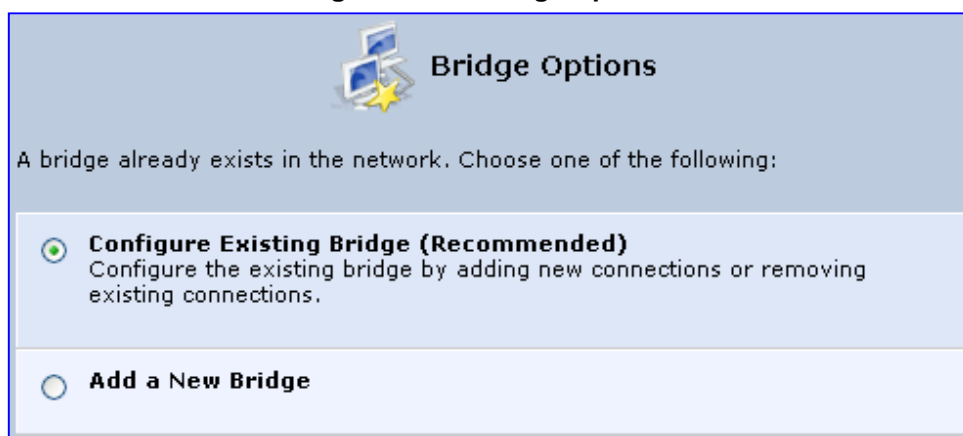 Bridge Options
A bridge already exists in the network. Choose one of the following:
Configure Existing Bridge (Recommended)
Configure the existing bridge by adding new connections or removing
existing connections.
Add a New Bridge